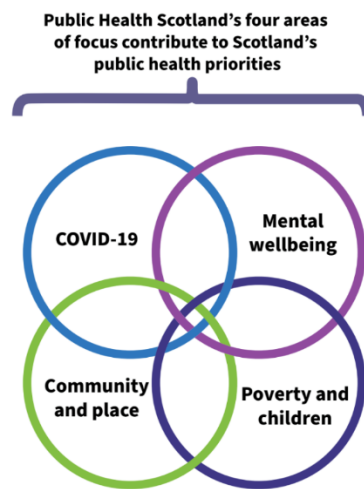 Public Health Scotland’s four areas
of focus contribute to Scotland’s
public health priorities
COVID-19
Mental
wellbeing
Community
and place
Poverty and
children